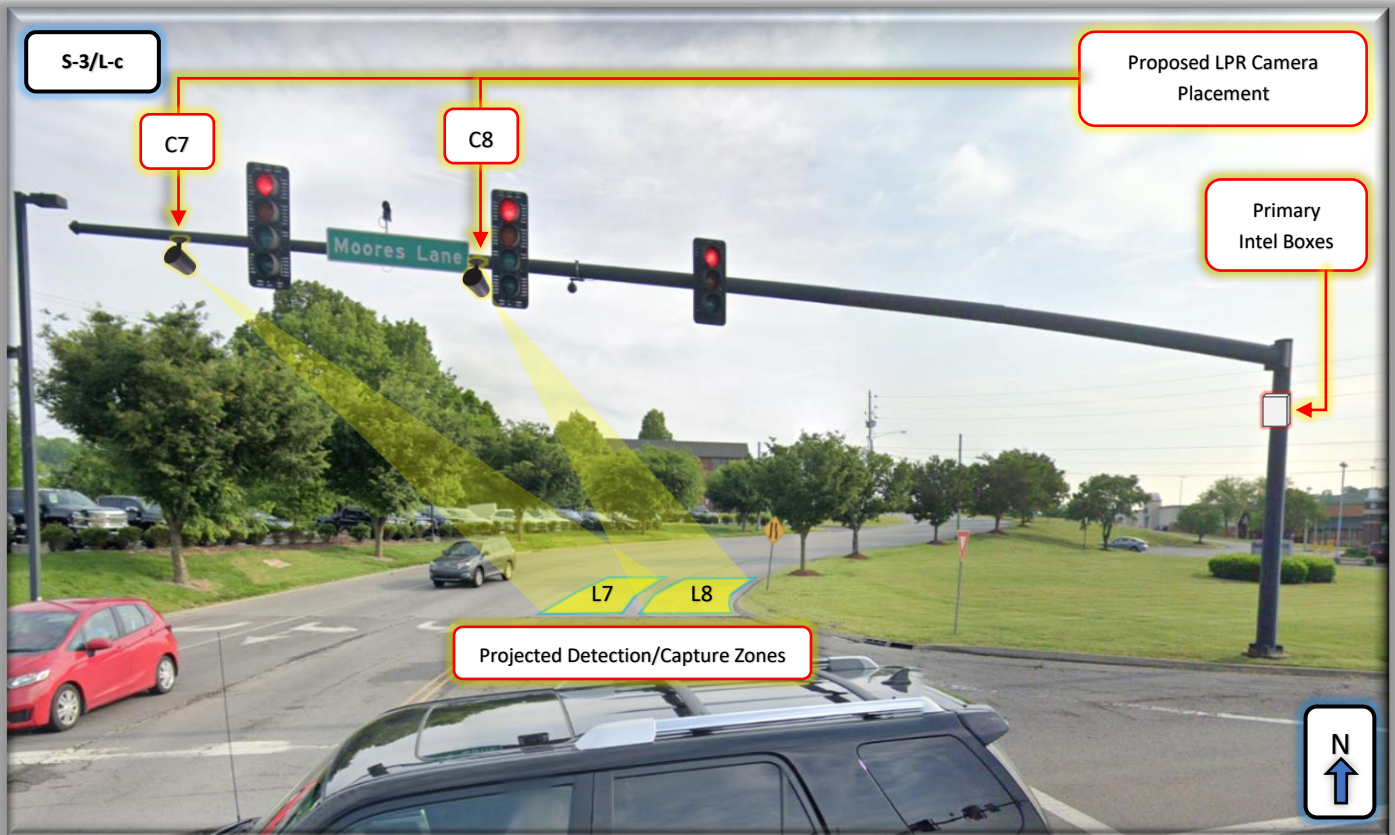 S-3/L-c
Proposed LPR Camera
Placement
C7
C8
Primary
Intel Boxes
Moores Lane
L7
L8
Projected Detection/Capture Zones
N